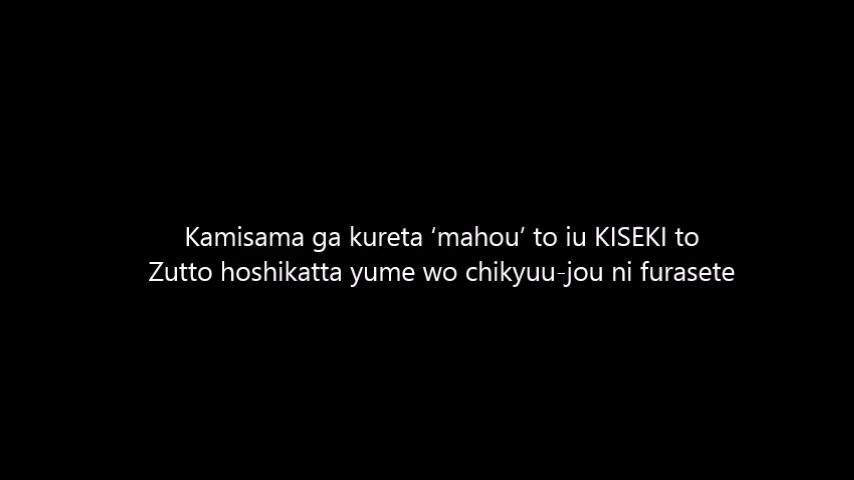 Kamisama ga kureta ‘mahou’ to iu KISEKI to
Zutto hoshikatta yume wo chikyuu-jou ni furasete